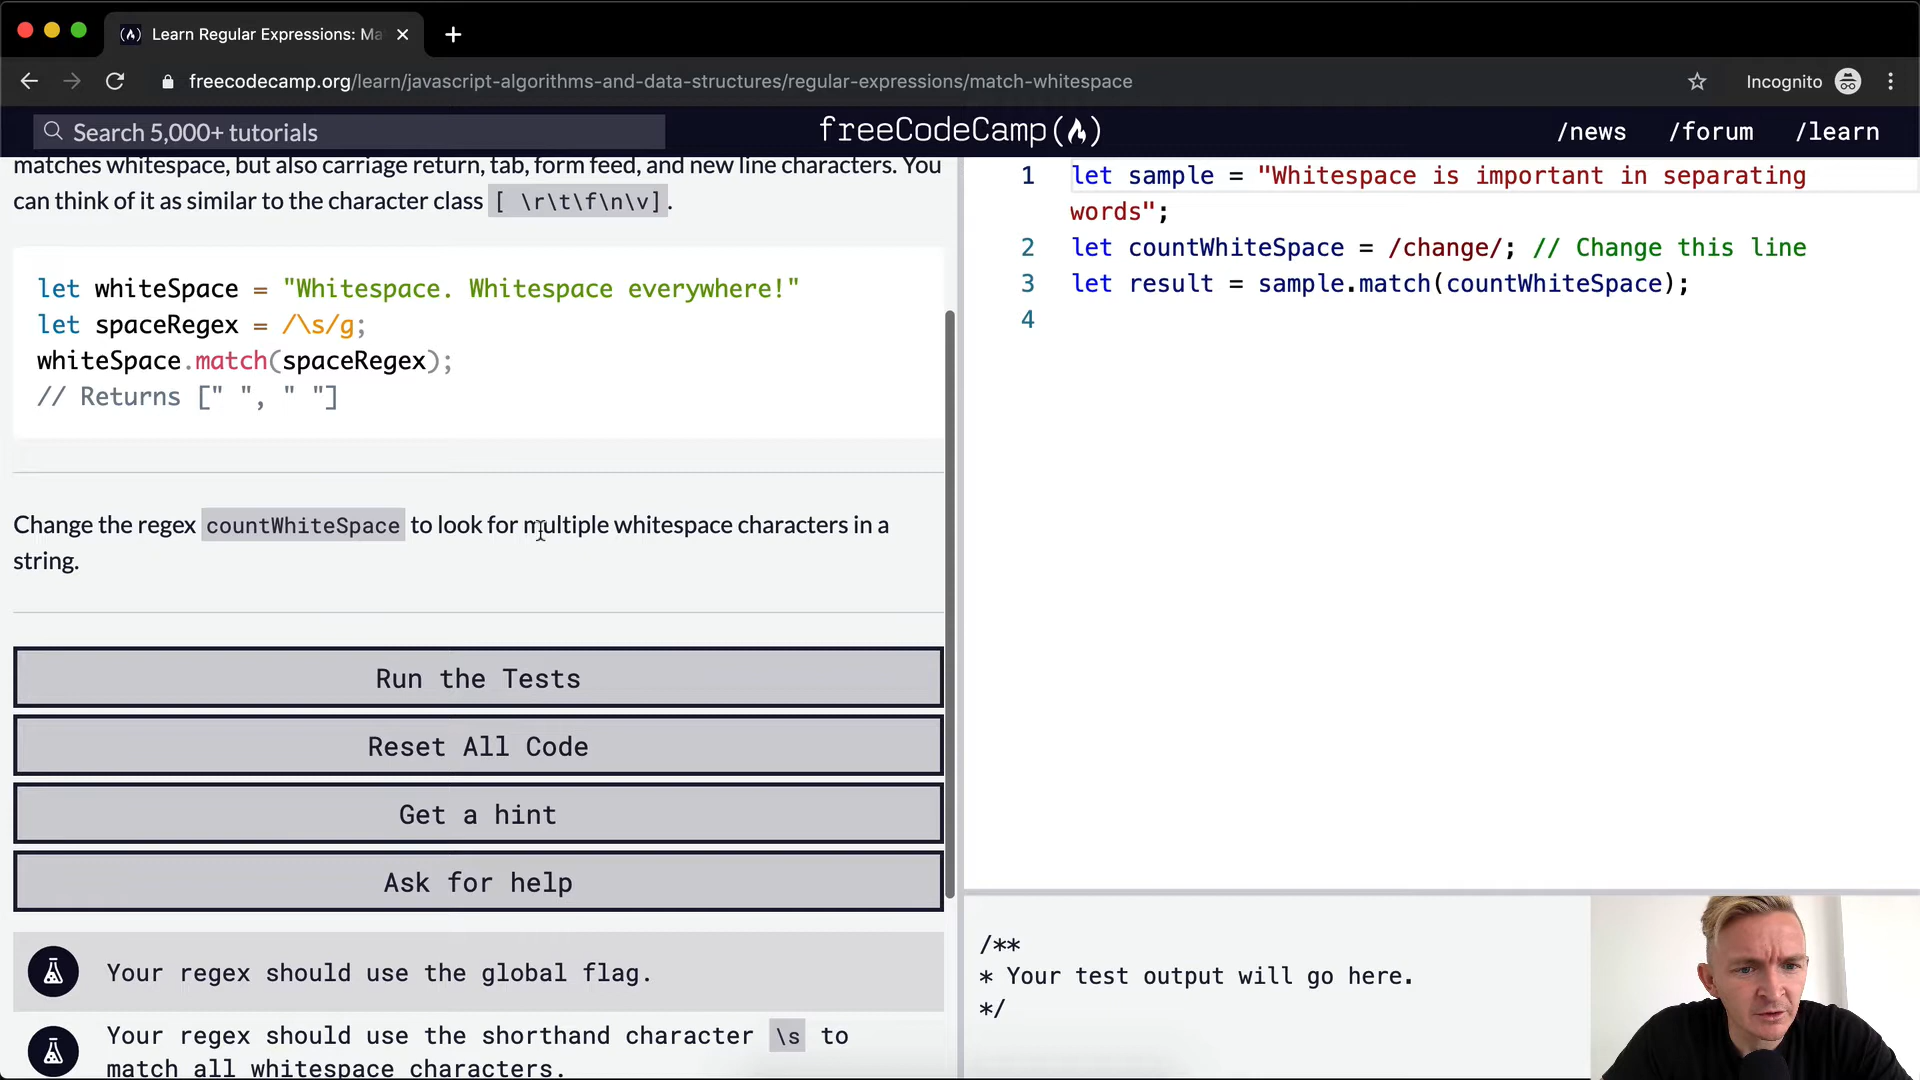 Learn Regular Expressions: Ma
freecodecamp.org/learn/javascript-algorithms-and-data-structures/regular-expressions/match-whitespace
Incognito
Search 5,000+ tutorials
freeCodeCamp
/news /forum /learn
matches whitespace, but also carriage return, tab, form feed, and new line characters. You
can think of it as similar to the character class [ \r\t\f\n\v].
let whiteSpace = "Whitespace. Whitespace everywhere!"
let spaceRegex = /\s/g;
whiteSpace.match(spaceRegex);
// Returns [" ", " "]
Change the regex countWhiteSpace to look for multiple whitespace characters in a
string.
Run the Tests
Reset All Code
Get a hint
Ask for help
Your regex should use the global flag.
Your regex should use the shorthand character \s to
match all whitespace characters.
1 let sample = "Whitespace is important in separating
words";
2 let countWhiteSpace = /change/; // Change this line
3 let result = sample.match(countWhiteSpace);
4
/**
* Your test output will go here.
*/